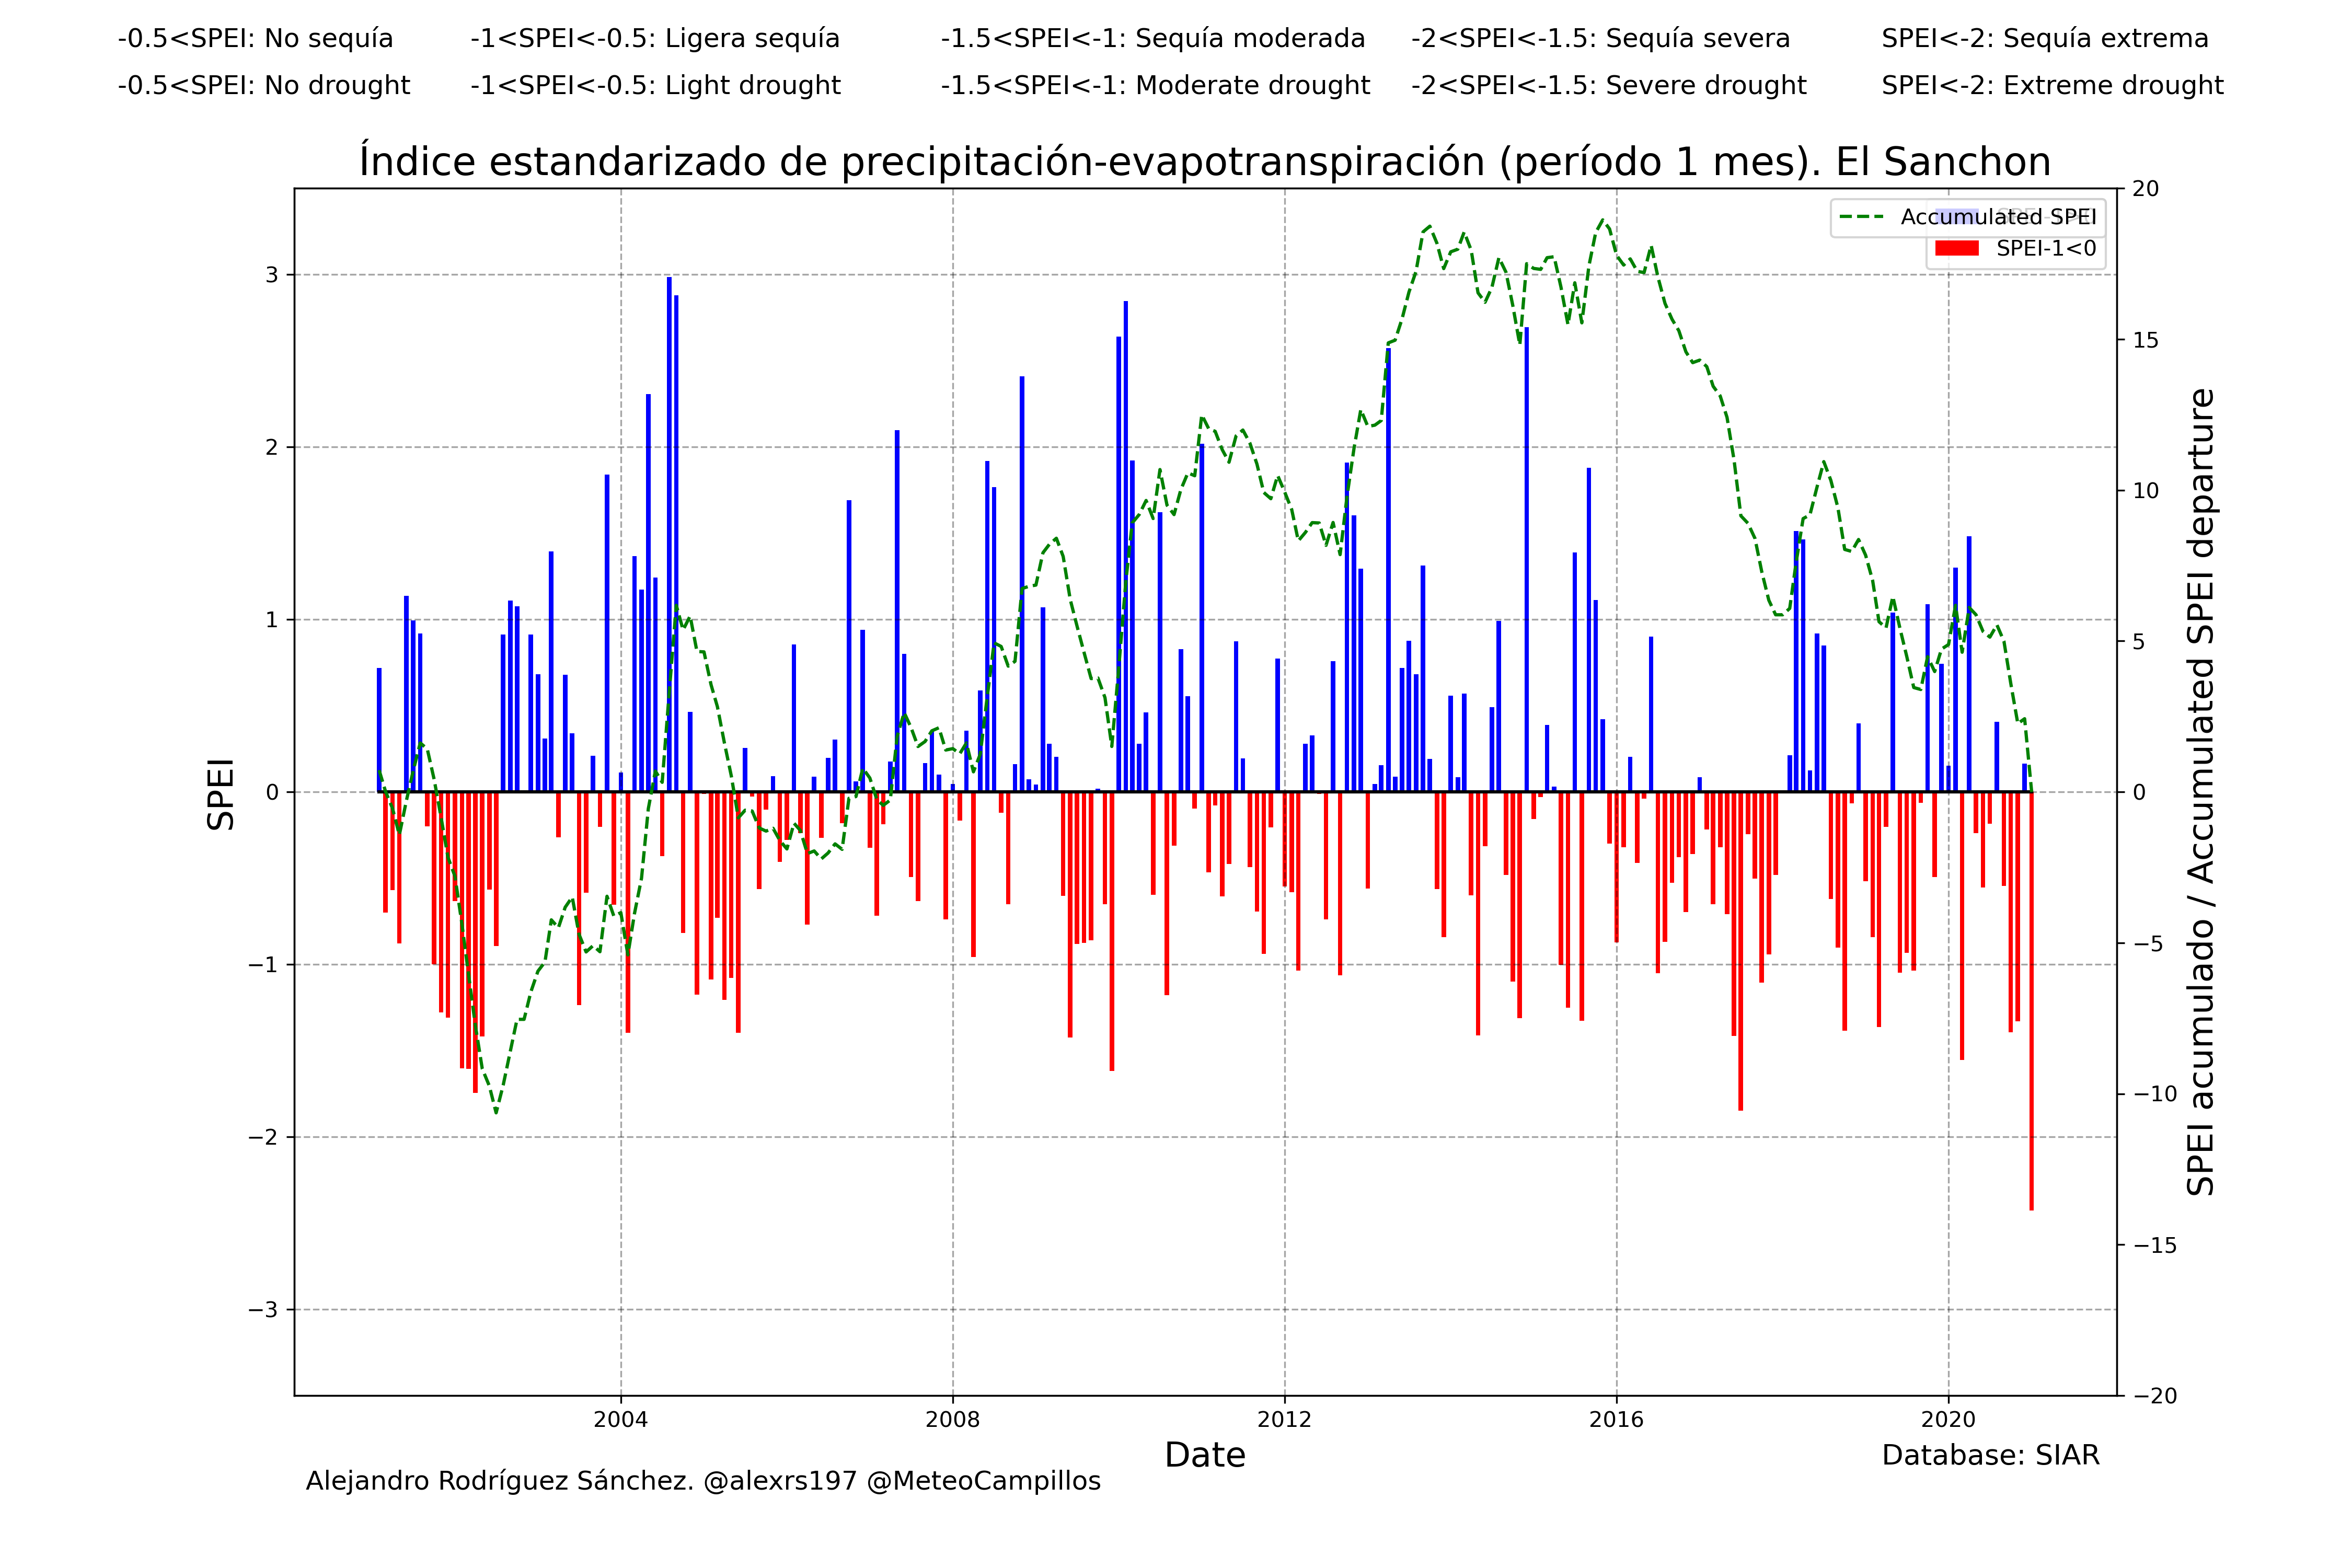 -0.5<SPEI: No sequía -1<SPEI<-0.5: Ligera sequía -1.5<SPEI<-1: Sequía moderada -2<SPEI<-1.5: Sequía severa SPEI<-2: Sequía extrema
-0.5<SPEI: No drought -1<SPEI<-0.5: Light drought -1.5<SPEI<-1: Moderate drought -2<SPEI<-1.5: Severe drought SPEI<-2: Extreme drought
Índice estandarizado de precipitación-evapotranspiración (período 1 mes). El Sanchon
Accumulated SPEI
SPEI-1<0
SPEI
3
2
1
0
−1
−2
−3
20
15
10
5
0
−5
−10
−15
−20
SPEI acumulado / Accumulated SPEI departure
2004 2008 2012 2016 2020
Date
Database: SIAR
Alejandro Rodríguez Sánchez. @alexrs197 @MeteoCampillos